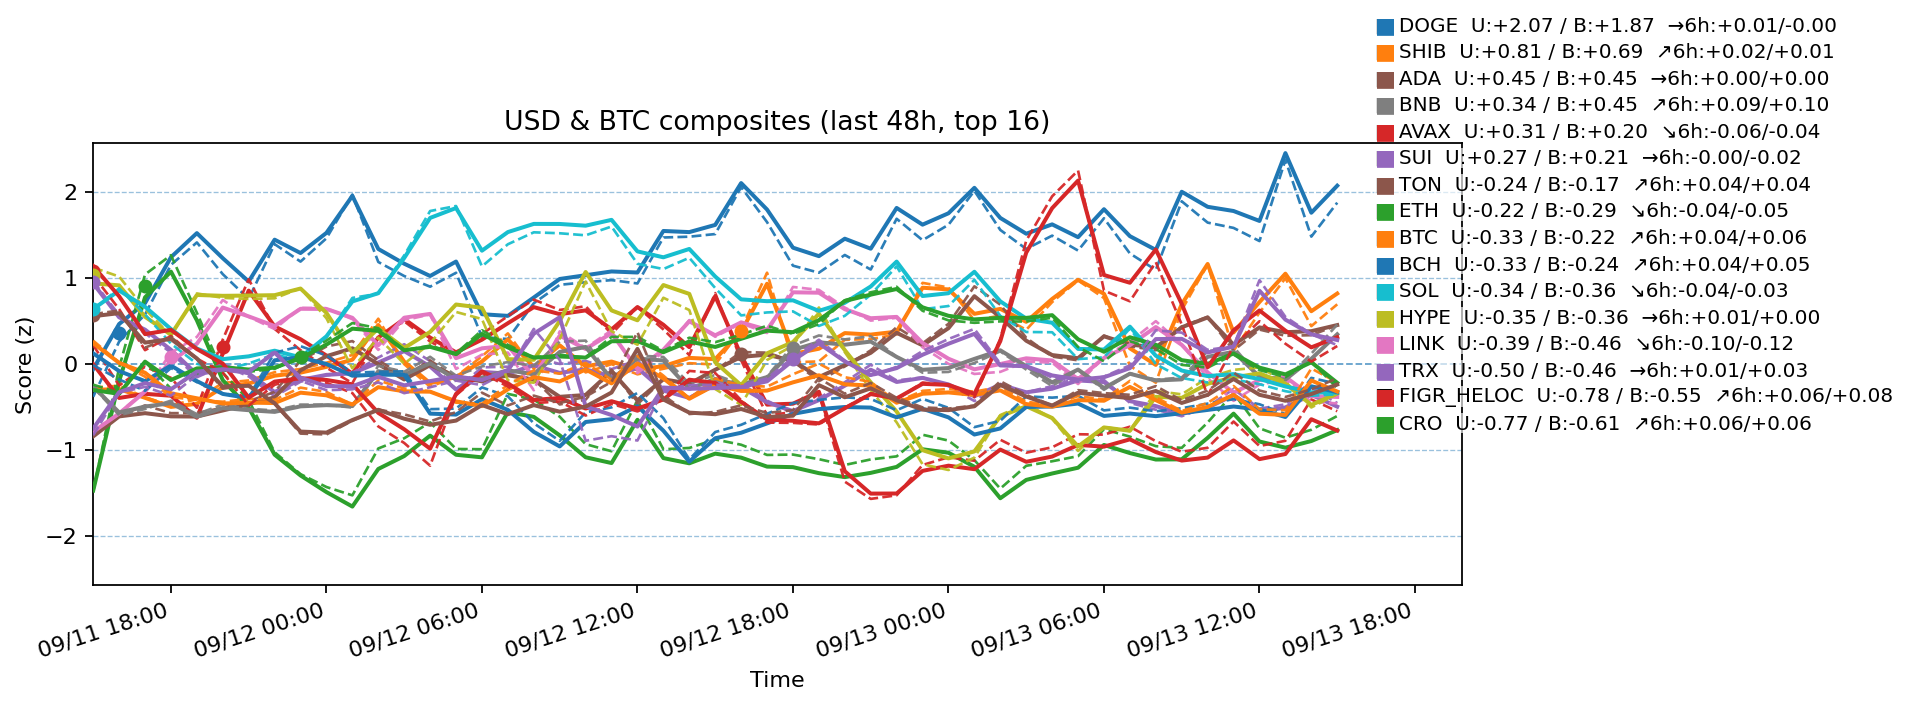 DOGE  U:+2.07 / B:+1.87  →6h:+0.01/-0.00
SHIB  U:+0.81 / B:+0.69  ↗6h:+0.02/+0.01
ADA  U:+0.45 / B:+0.45  →6h:+0.00/+0.00
BNB  U:+0.34 / B:+0.45  ↗6h:+0.09/+0.10
AVAX  U:+0.31 / B:+0.20  ↘6h:-0.06/-0.04
SUI  U:+0.27 / B:+0.21  →6h:-0.00/-0.02
TON  U:-0.24 / B:-0.17  ↗6h:+0.04/+0.04
ETH  U:-0.22 / B:-0.29  ↘6h:-0.04/-0.05
BTC  U:-0.33 / B:-0.22  ↗6h:+0.04/+0.06
BCH  U:-0.33 / B:-0.24  ↗6h:+0.04/+0.05
SOL  U:-0.34 / B:-0.36  ↘6h:-0.04/-0.03
HYPE  U:-0.35 / B:-0.36  →6h:+0.01/+0.00
LINK  U:-0.39 / B:-0.46  ↘6h:-0.10/-0.12
TRX  U:-0.50 / B:-0.46  →6h:+0.01/+0.03
FIGR_HELOC  U:-0.78 / B:-0.55  ↗6h:+0.06/+0.08
CRO  U:-0.77 / B:-0.61  ↗6h:+0.06/+0.06
USD & BTC composites (last 48h, top 16)
Score (z)
2
1
0
−1
−2
09/11 18:00
09/12 00:00
09/12 06:00
09/12 12:00
09/12 18:00
09/13 00:00
09/13 06:00
09/13 12:00
09/13 18:00
Time